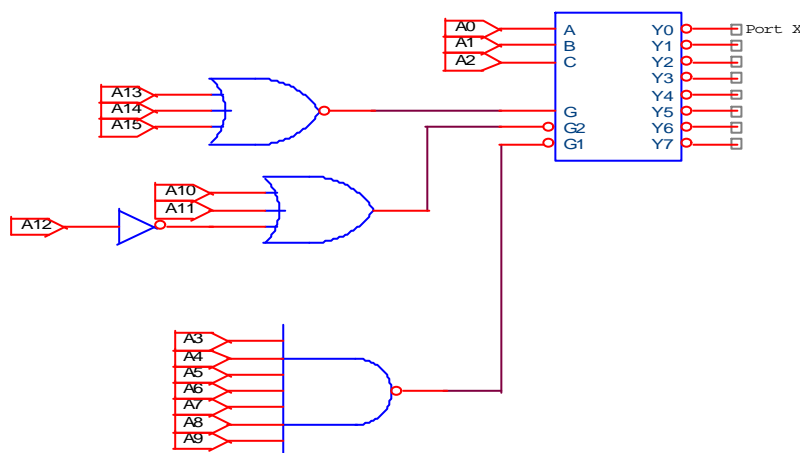 A0 A Y0 Port X
A1 B Y1
A2 C Y2
Y3
A13 Y4
A14 G Y5
A15 G2 Y6
G1 Y7
A10
A11
A12
A3
A4
A5
A6
A7
A8
A9